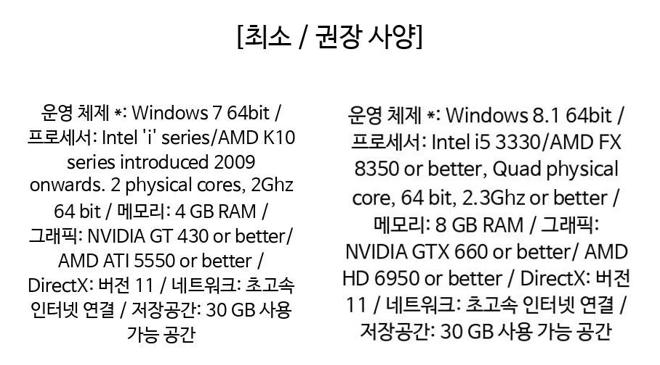 [최소 / 권장 사양]
운영 체제 *: Windows 7 64bit /
프로세서: Intel 'i' series/AMD K10
series introduced 2009
onwards. 2 physical cores, 2Ghz
64 bit / 메모리: 4 GB RAM /
그래픽: NVIDIA GT 430 or better/
AMD ATI 5550 or better /
DirectX: 버전 11 / 네트워크: 초고속
인터넷 연결 / 저장공간: 30 GB 사용
가능 공간
운영 체제 *: Windows 8.1 64bit /
프로세서: Intel i5 3330/AMD FX
8350 or better, Quad physical
core, 64 bit, 2.3Ghz or better /
메모리: 8 GB RAM / 그래픽:
NVIDIA GTX 660 or better/ AMD
HD 6950 or better / DirectX: 버전
11 / 네트워크: 초고속 인터넷 연결 /
저장공간: 30 GB 사용 가능 공간